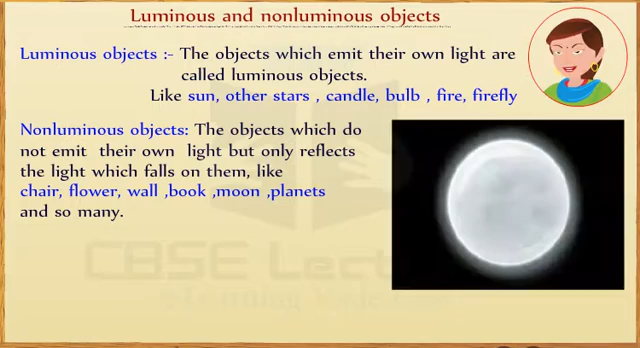 Luminous and nonluminous objects
Luminous objects :- The objects which emit their own light are
called luminous objects.
Like sun, other stars , candle, bulb , fire, firefly
Nonluminous objects: The objects which do
not emit their own light but only reflects
the light which falls on them, like
chair, flower, wall ,book ,moon ,planets
and so many.
CBSE Lect